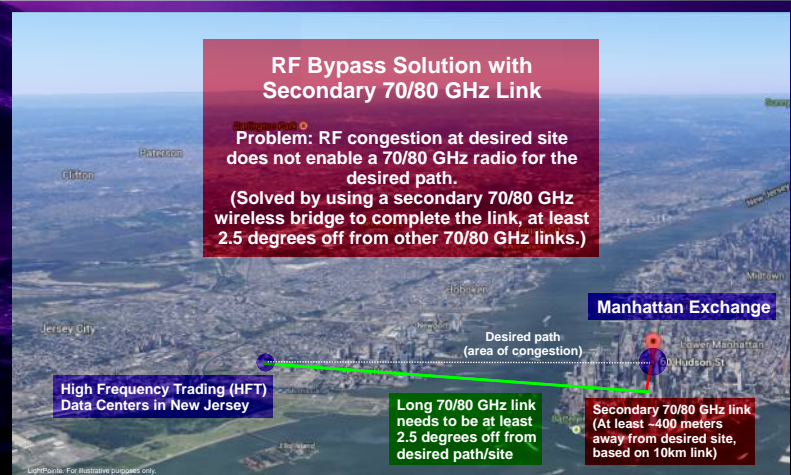 RF Bypass Solution with
Secondary 70/80 GHz Link
Problem: RF congestion at desired site
does not enable a 70/80 GHz radio for the
desired path.
(Solved by using a secondary 70/80 GHz
wireless bridge to complete the link, at least
2.5 degrees off from other 70/80 GHz links.)
Paterson
Clifton
New Jersey
Hoboken
Midtown
Manhattan Exchange
Jersey City
Newport
Desired path
(area of congestion)
Lower Manhattan
60 Hudson St
High Frequency Trading (HFT)
Data Centers in New Jersey
Long 70/80 GHz link
needs to be at least
2.5 degrees off from
desired path/site
Secondary 70/80 GHz link
(At least ~400 meters
away from desired site,
based on 10km link)
Ellis Island
LightPointe. For illustrative purposes only.